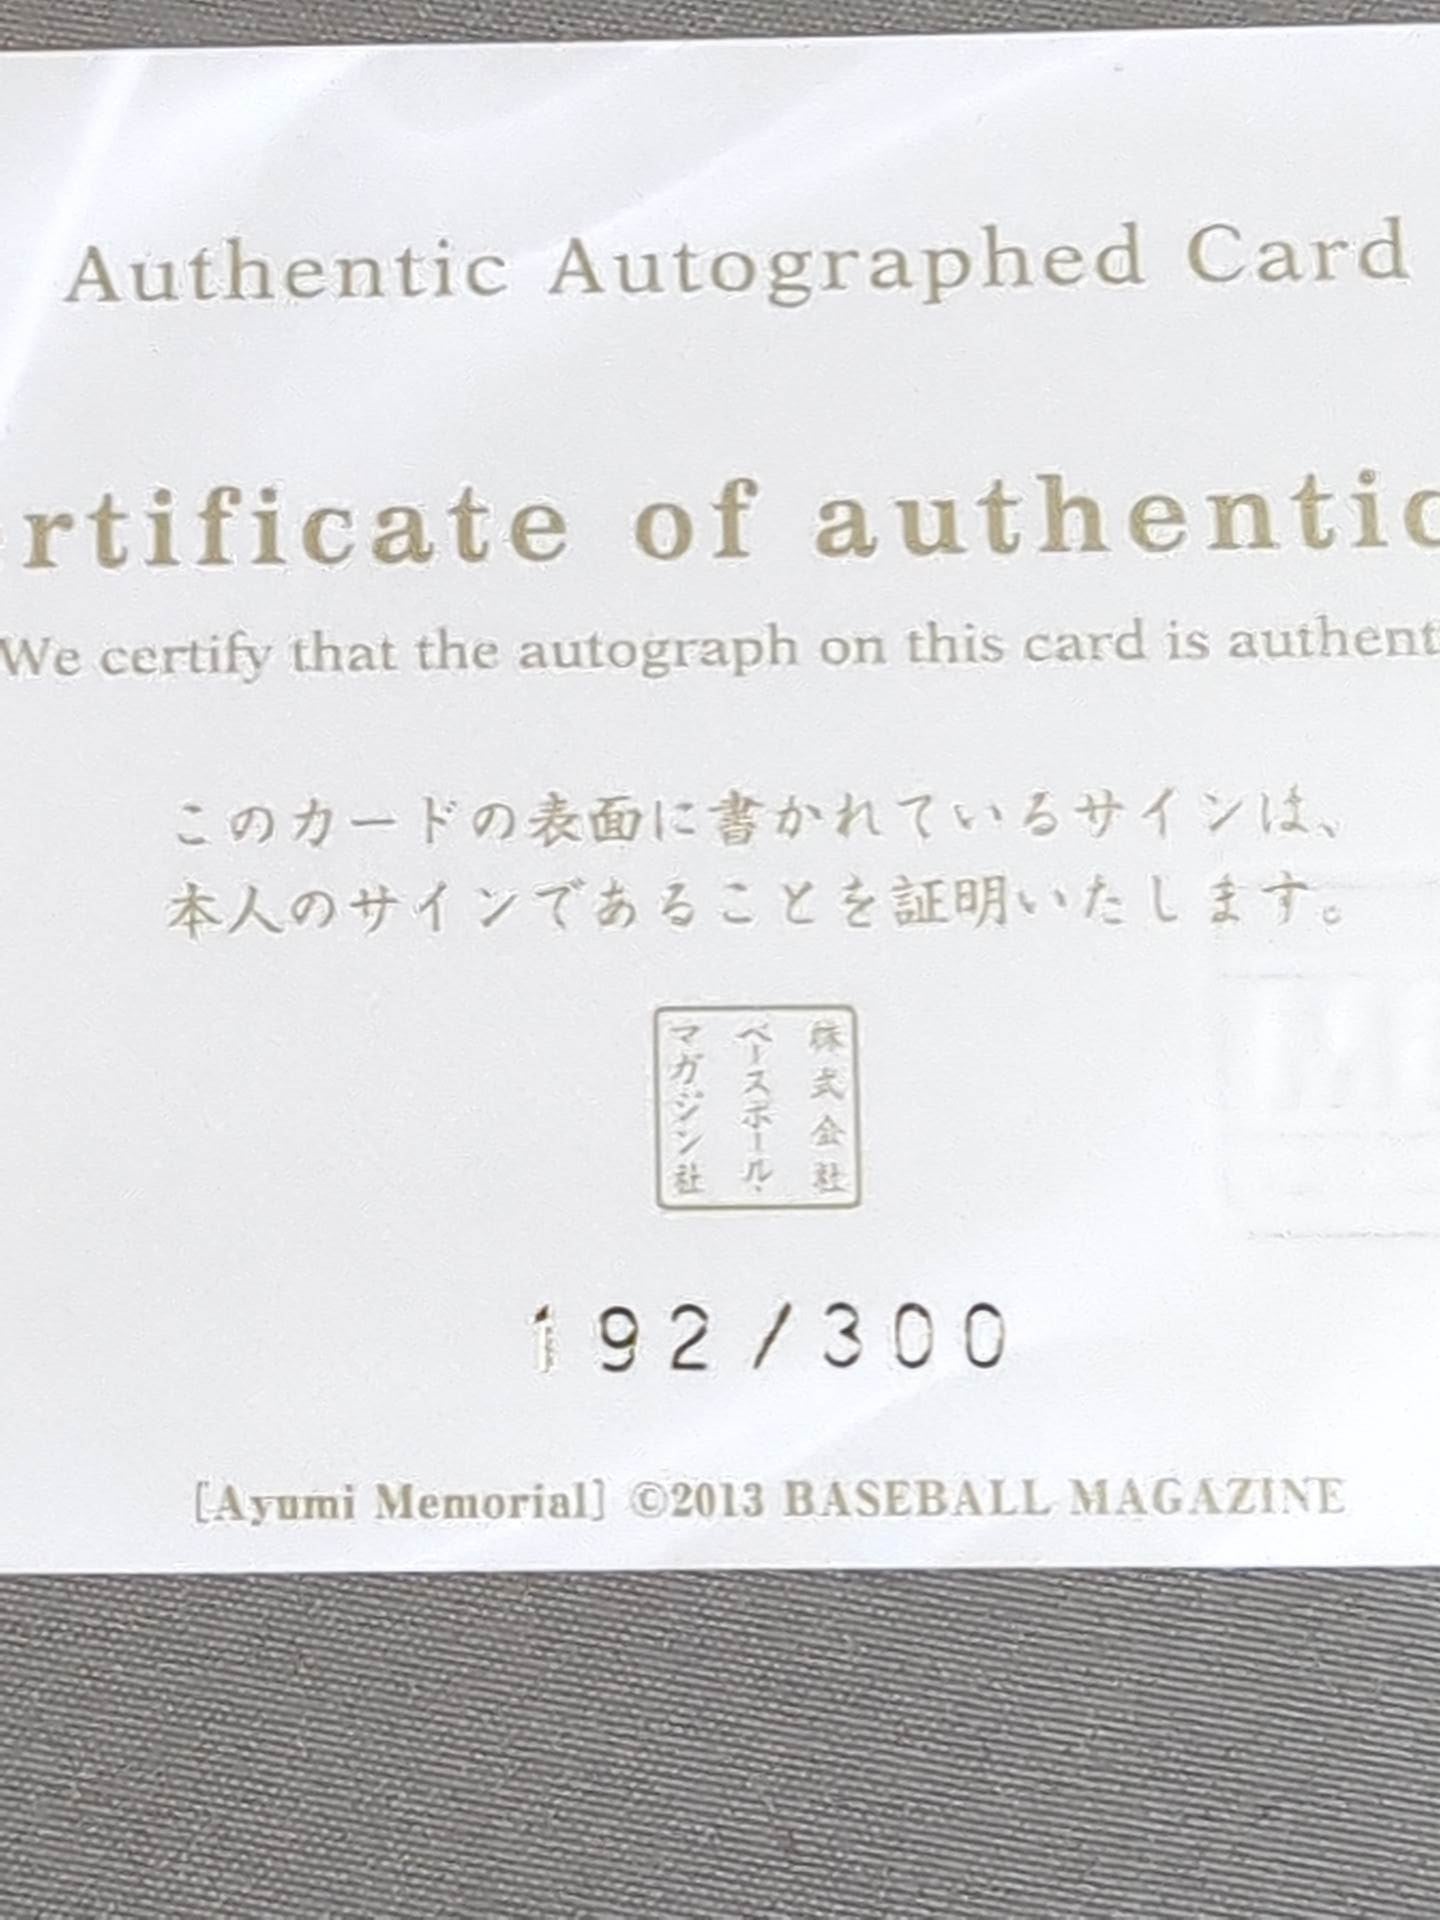 Authentic Autographed Card
ertificate of authentic
We certify that the autograph on this card is authent
このカードの表面に書かれているサインは、
本人のサインであることを証明いたします。
株式会社
ベースボール・
マガジン社
192/300
[Ayumi Memorial] ©2013 BASEBALL MAGAZINE